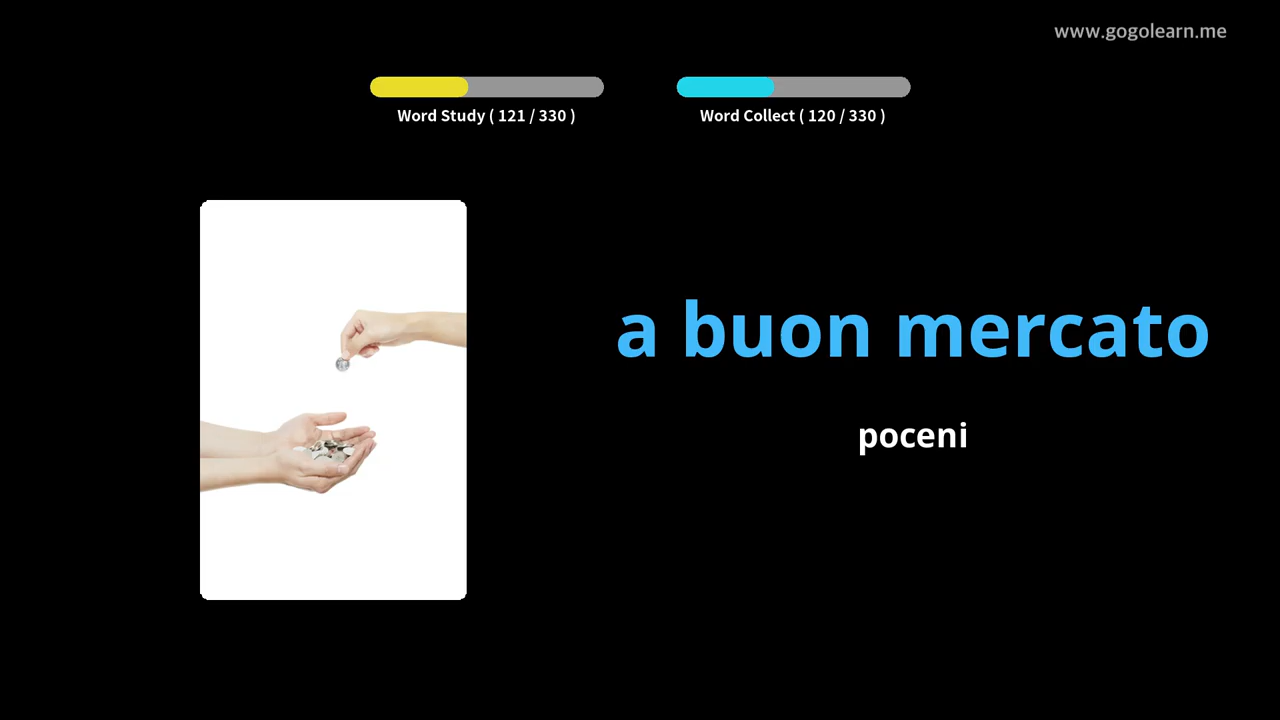 www.gogolearn.me
Word Study ( 121 / 330 )
Word Collect ( 120 / 330 )
a buon mercato
poceni